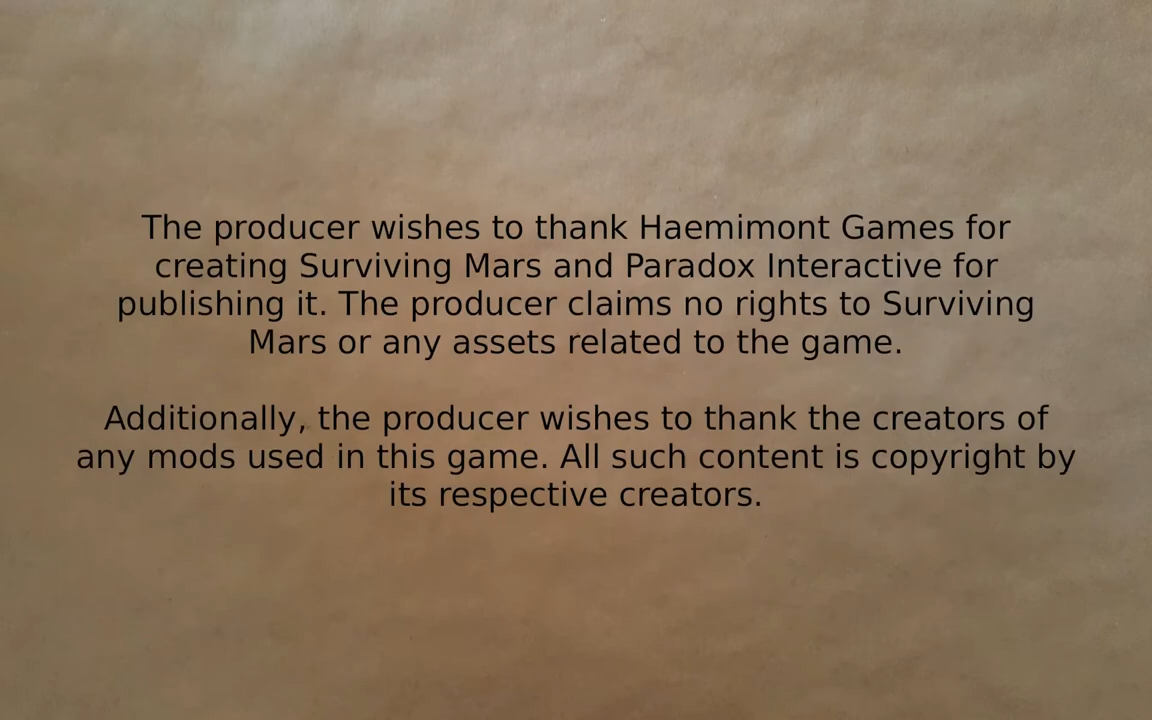 The producer wishes to thank Haemimont Games for
creating Surviving Mars and Paradox Interactive for
publishing it. The producer claims no rights to Surviving
Mars or any assets related to the game.
Additionally, the producer wishes to thank the creators of
any mods used in this game. All such content is copyright by
its respective creators.